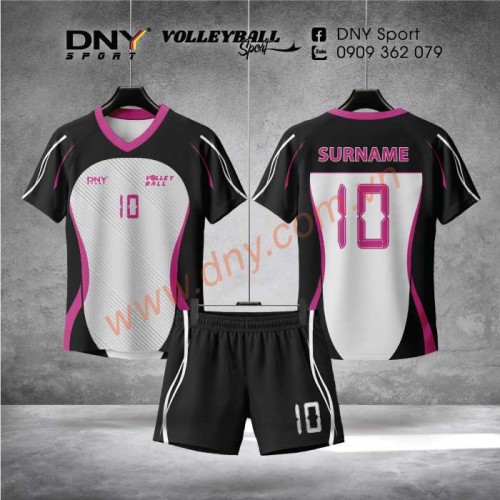 DNY
SPORT
VOLLEYBALL
Sport
DNY Sport
Zalo
0909 362 079
DNY
VOLLEY
BALL
10
SURNAME
10
www.dny.com.vn
10